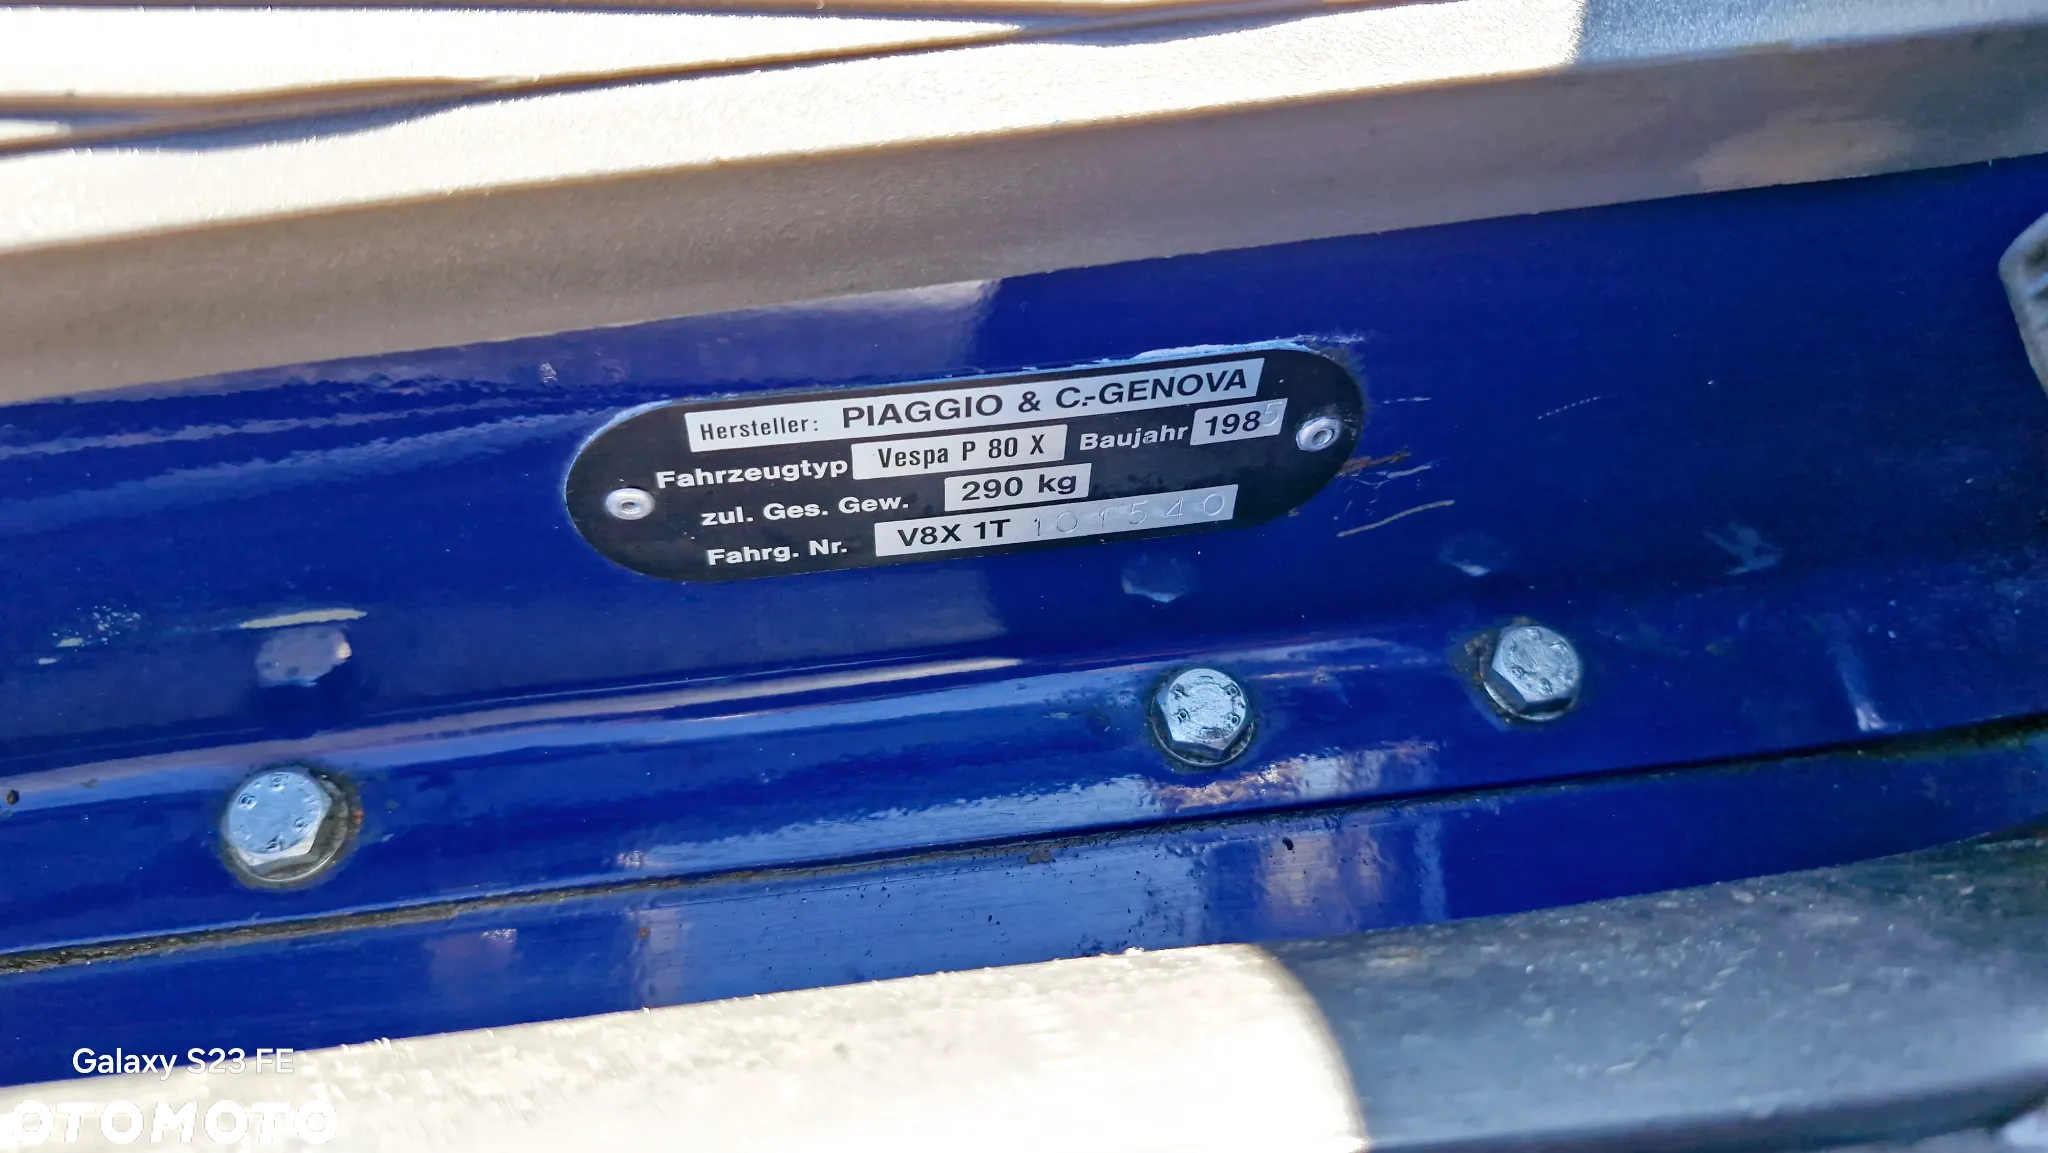 Hersteller: PIAGGIO & C.-GENOVA
Fahrzeugtyp Vespa P 80 X Baujahr 1985
zul. Ges. Gew. 290 kg
Fahrg. Nr. V8X 1T 101540
Galaxy S23 FE
OTOMOTO